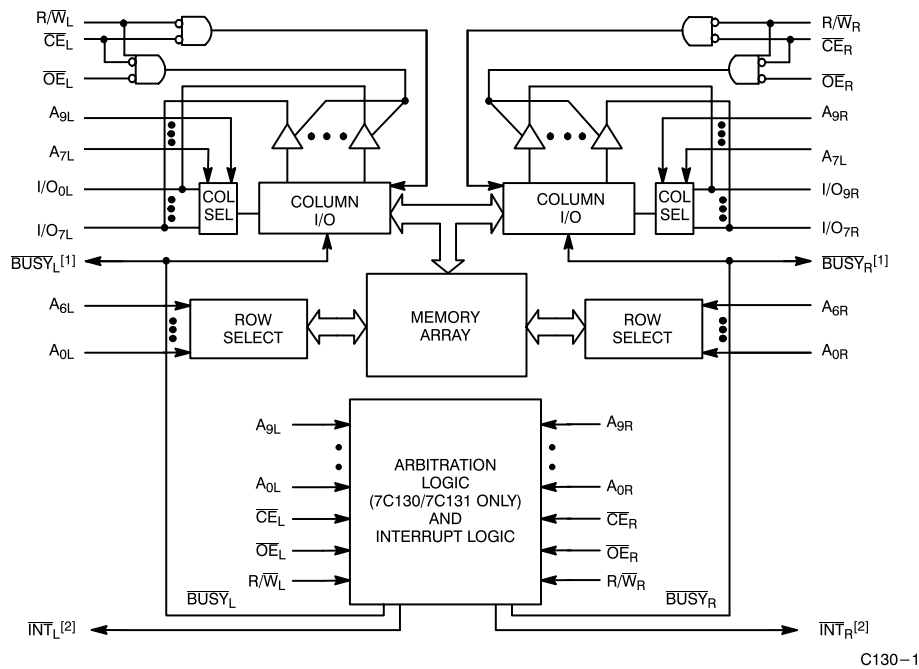 R/W̅L R/W̅R
C̅E̅L C̅E̅R
O̅E̅L O̅E̅R
A9L A9R
A7L A7L
I/O0L COL SEL COLUMN I/O COLUMN I/O COL SEL I/O9R
I/O7L I/O7R
B̅U̅S̅Y̅L[1] B̅U̅S̅Y̅R[1]
A6L ROW SELECT MEMORY ARRAY ROW SELECT A6R
A0L A0R
A9L A9R
ARBITRATION
LOGIC
(7C130/7C131 ONLY)
AND
INTERRUPT LOGIC
A0L A0R
C̅E̅L C̅E̅R
O̅E̅L O̅E̅R
R/W̅L R/W̅R
B̅U̅S̅Y̅L B̅U̅S̅Y̅R
I̅N̅T̅L[2] I̅N̅T̅R[2]
C130−1